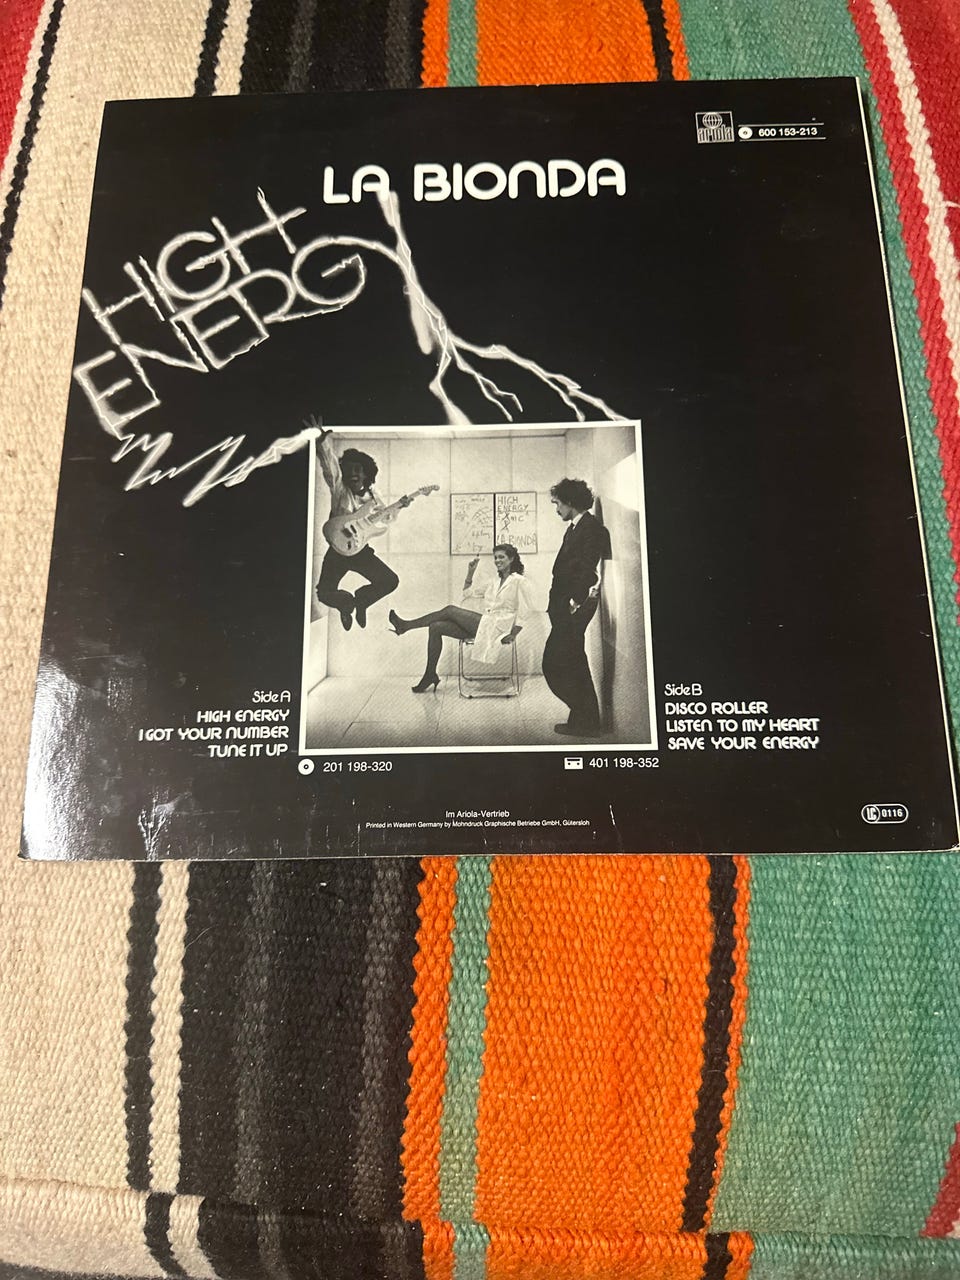 ariola
600 153-213
LA BIONDA
HIGH
ENERGY
HIGH
ENERGY
LA BIONDA
Side A
HIGH ENERGY
I GOT YOUR NUMBER
TUNE IT UP
Side B
DISCO ROLLER
LISTEN TO MY HEART
SAVE YOUR ENERGY
201 198-320
401 198-352
Im Ariola-Vertrieb
Printed in Western Germany by Mohndruck Graphische Betriebe GmbH, Gütersloh
LC 0116